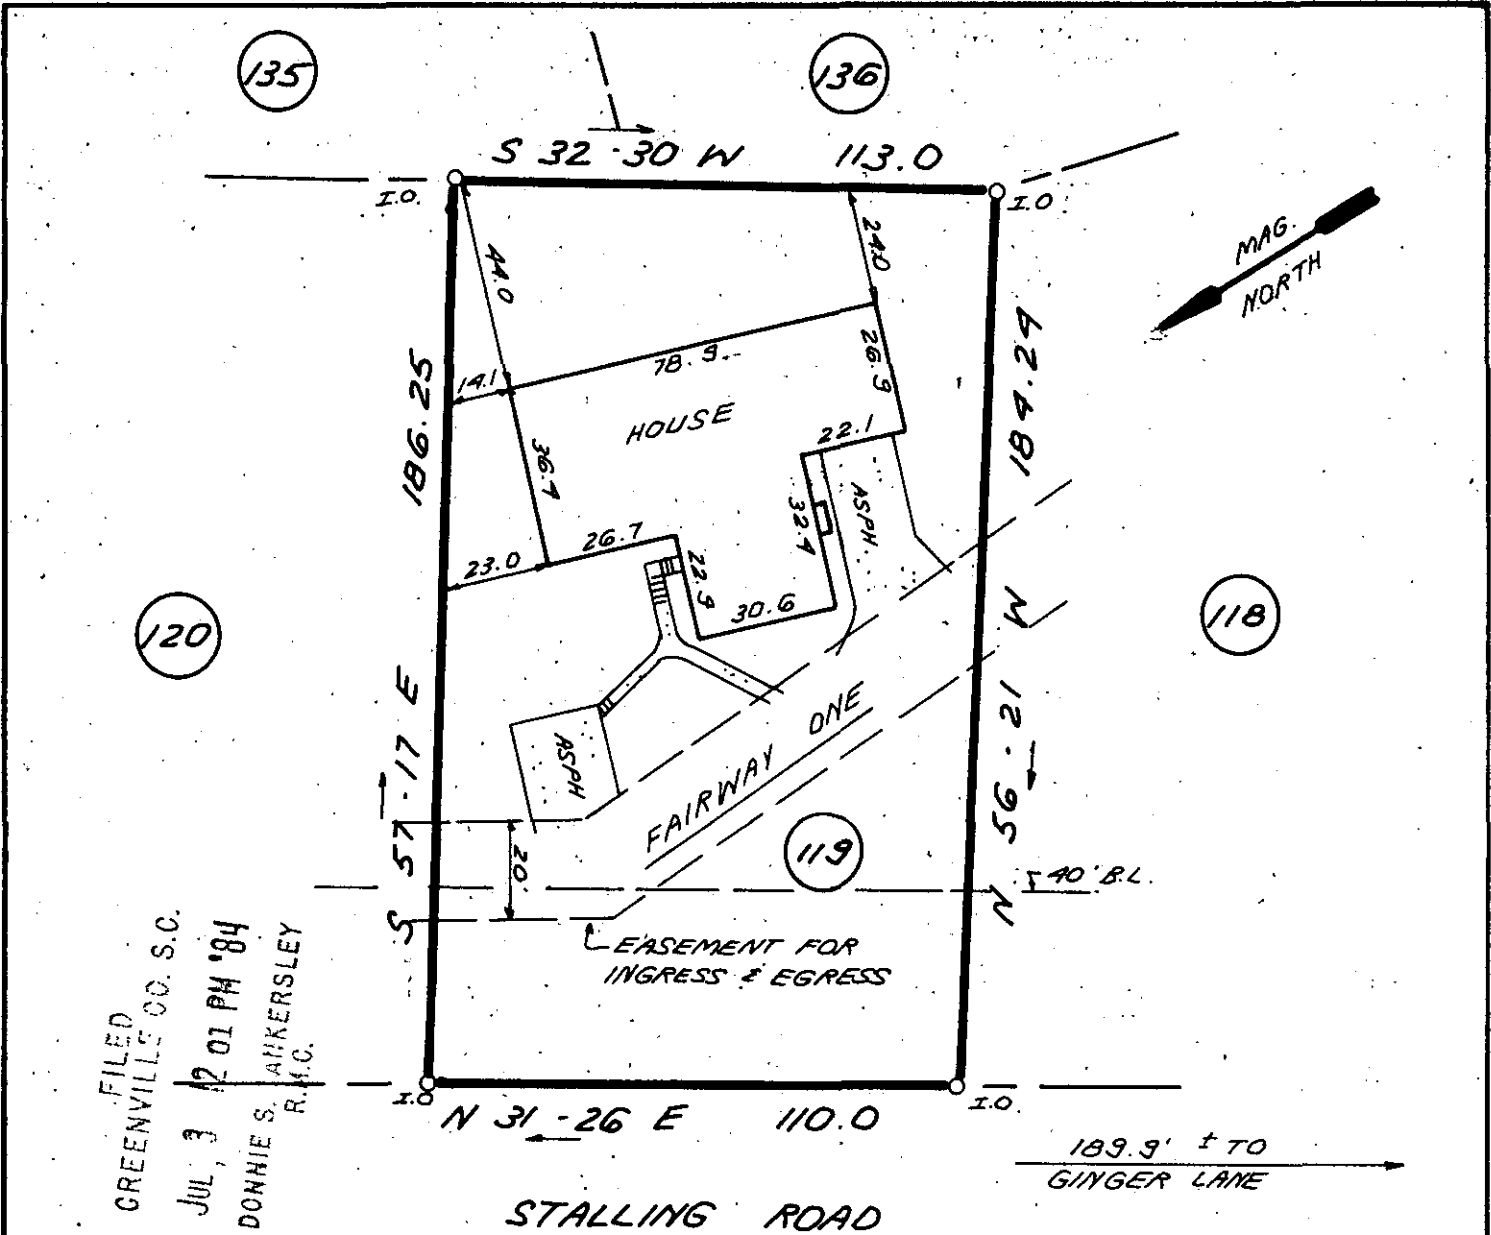 135
136
S 32-30 W 113.0
I.O.
I.O
MAG.
NORTH
44.0
24.0
186.25
184.24
14.1
78.9
26.9
HOUSE
22.1
36.7
32.4
ASPH.
26.7
23.0
22.9
30.6
120
118
S 57-17 E
N 56-21 W
ASPH
FAIRWAY ONE
119
20'
40' B.L.
EASEMENT FOR
INGRESS & EGRESS
FILED
GREENVILLE CO. S.C.
JUL 3 12 01 PM '84
DONNIE S. ANKERSLEY
R.M.C.
I.O
N 31-26 E 110.0
I.O.
189.9' ± TO
GINGER LANE
STALLING ROAD